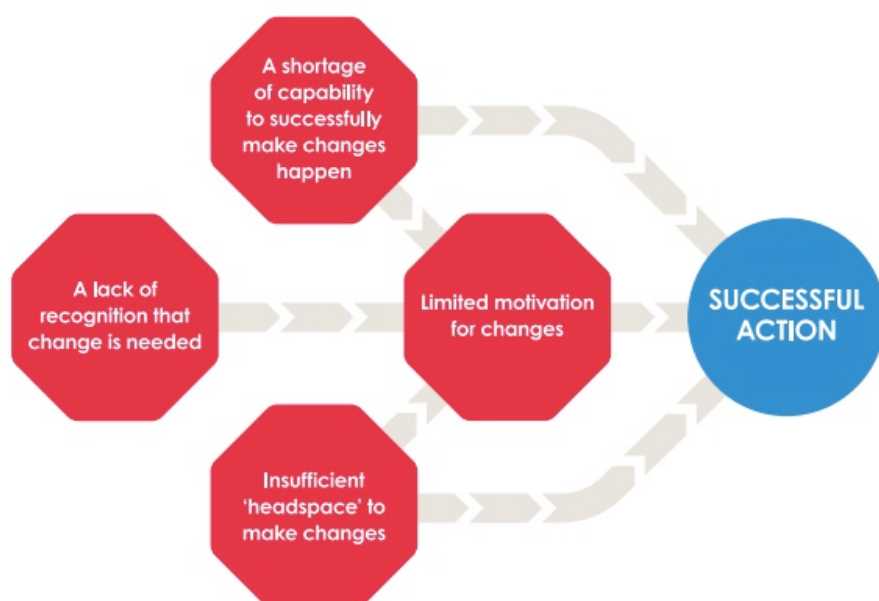 A shortage
of capability
to successfully
make changes
happen
A lack of
recognition that
change is needed
Limited motivation
for changes
SUCCESSFUL
ACTION
Insufficient
‘headspace’ to
make changes